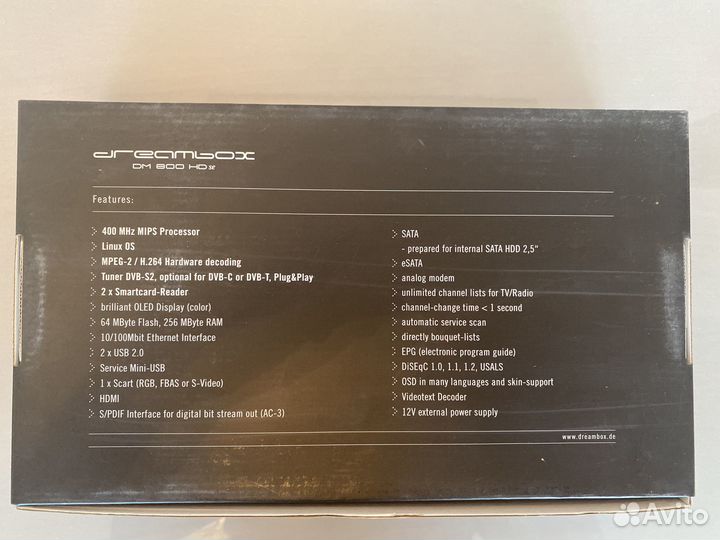 dreambox
DM 800 HD se
Features:
400 MHz MIPS Processor
Linux OS
MPEG-2 / H.264 Hardware decoding
Tuner DVB-S2, optional for DVB-C or DVB-T, Plug&Play
2 x Smartcard-Reader
brilliant OLED Display (color)
64 MByte Flash, 256 MByte RAM
10/100Mbit Ethernet Interface
2 x USB 2.0
Service Mini-USB
1 x Scart (RGB, FBAS or S-Video)
HDMI
S/PDIF Interface for digital bit stream out (AC-3)
SATA
- prepared for internal SATA HDD 2,5"
eSATA
analog modem
unlimited channel lists for TV/Radio
channel-change time < 1 second
automatic service scan
directly bouquet-lists
EPG (electronic program guide)
DiSEqC 1.0, 1.1, 1.2, USALS
OSD in many languages and skin-support
Videotext Decoder
12V external power supply
www.dreambox.de
Avito